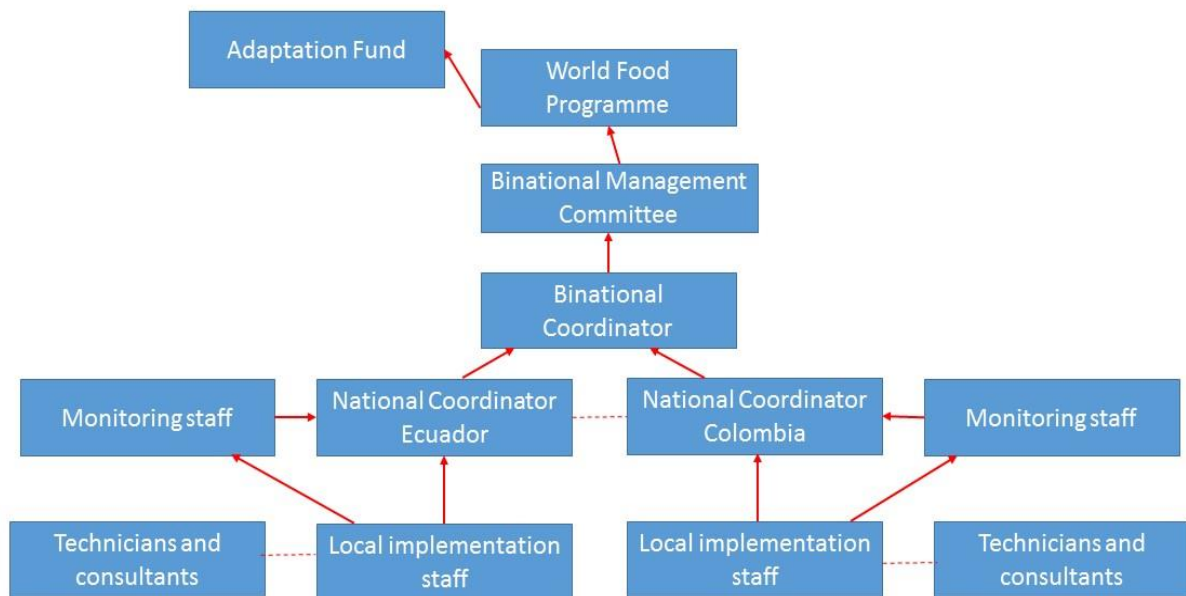 Adaptation Fund
World Food
Programme
Binational Management
Committee
Binational
Coordinator
Monitoring staff
National Coordinator
Ecuador
National Coordinator
Colombia
Monitoring staff
Technicians and
consultants
Local implementation
staff
Local implementation
staff
Technicians and
consultants